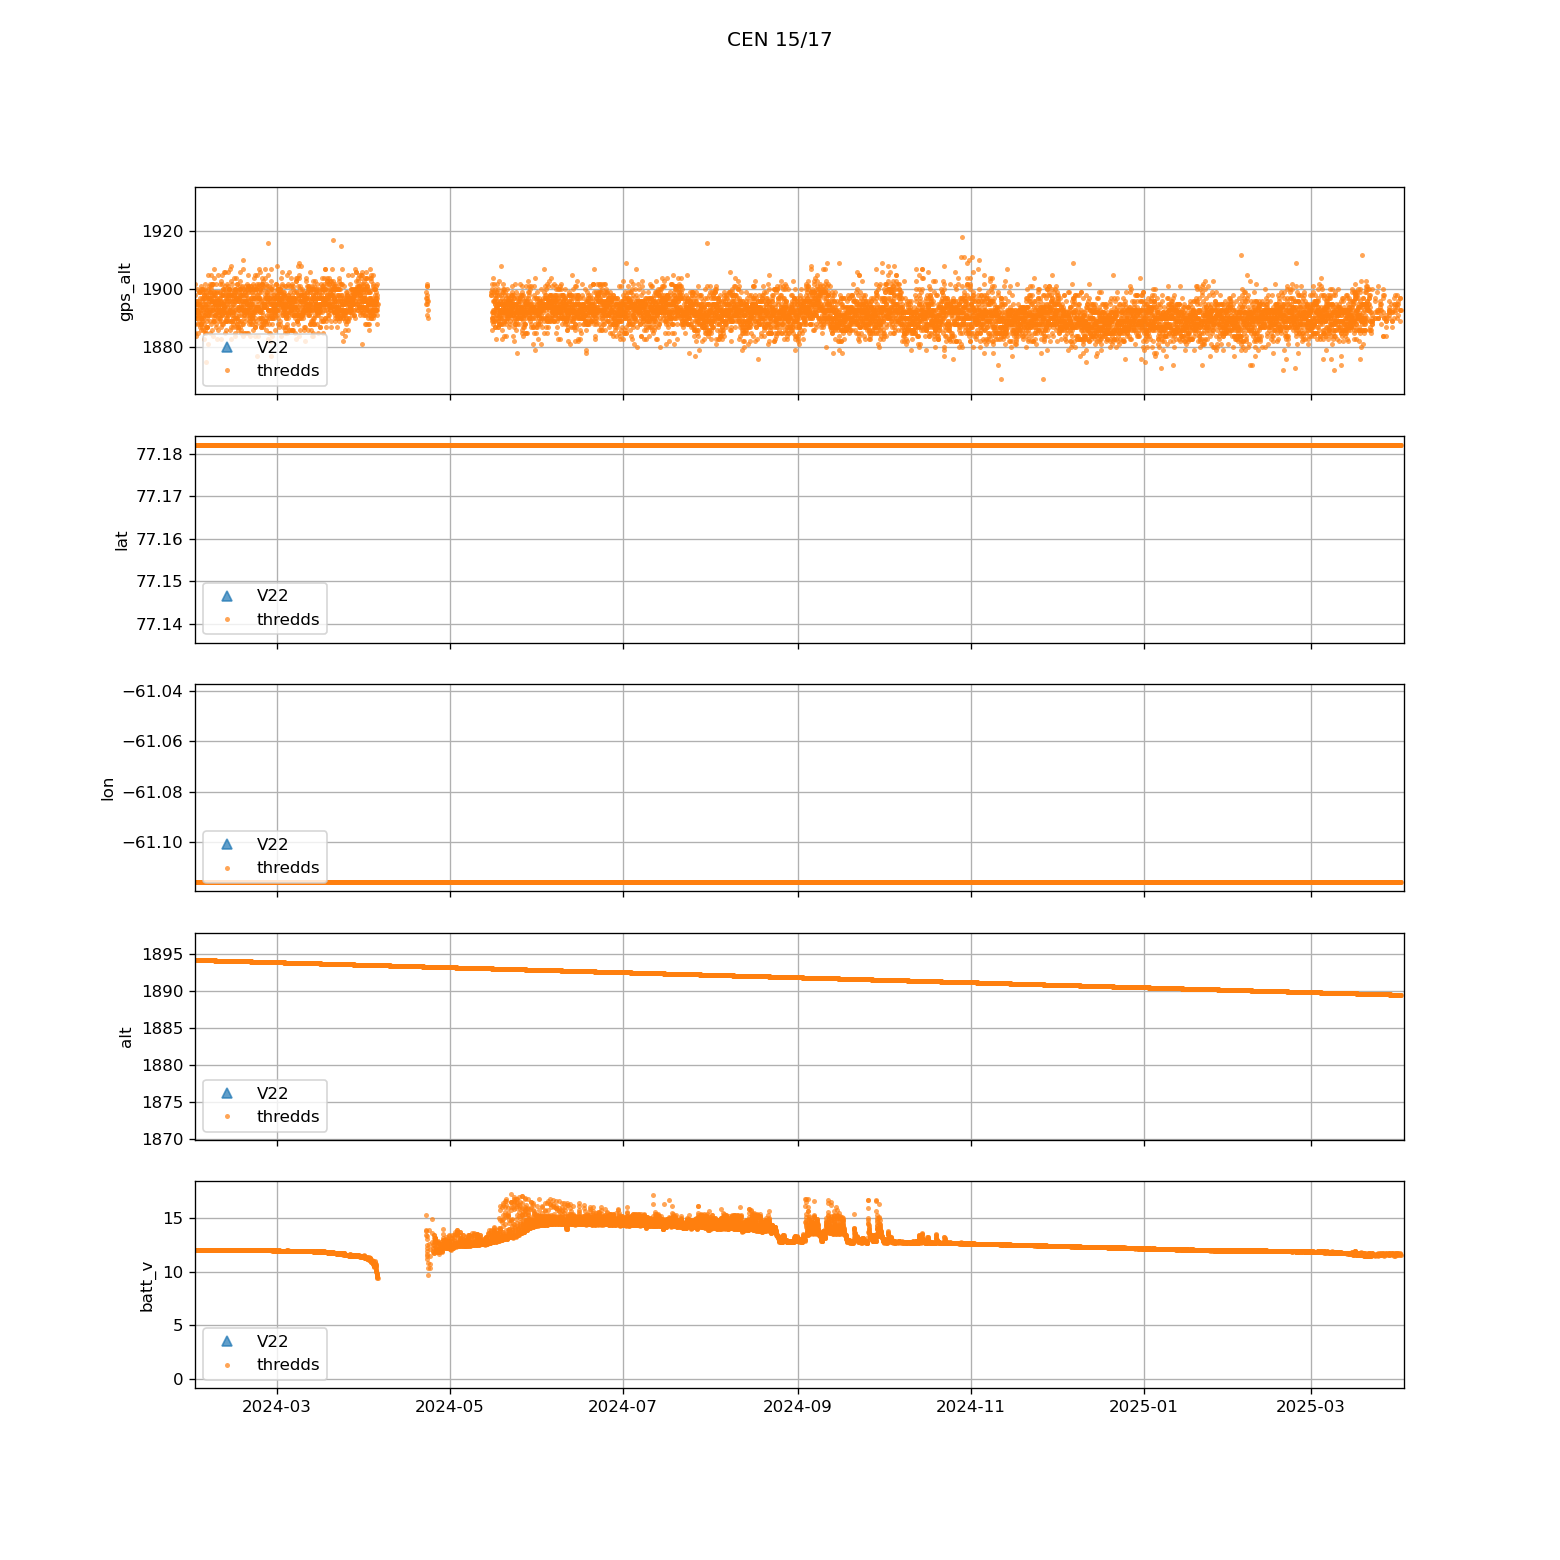 CEN 15/17
1920
1900
1880
gps_alt
V22
thredds
77.18
77.17
77.16
77.15
77.14
lat
V22
thredds
−61.04
−61.06
−61.08
−61.10
lon
V22
thredds
1895
1890
1885
1880
1875
1870
alt
V22
thredds
15
10
5
0
batt_v
V22
thredds
2024-03 2024-05 2024-07 2024-09 2024-11 2025-01 2025-03